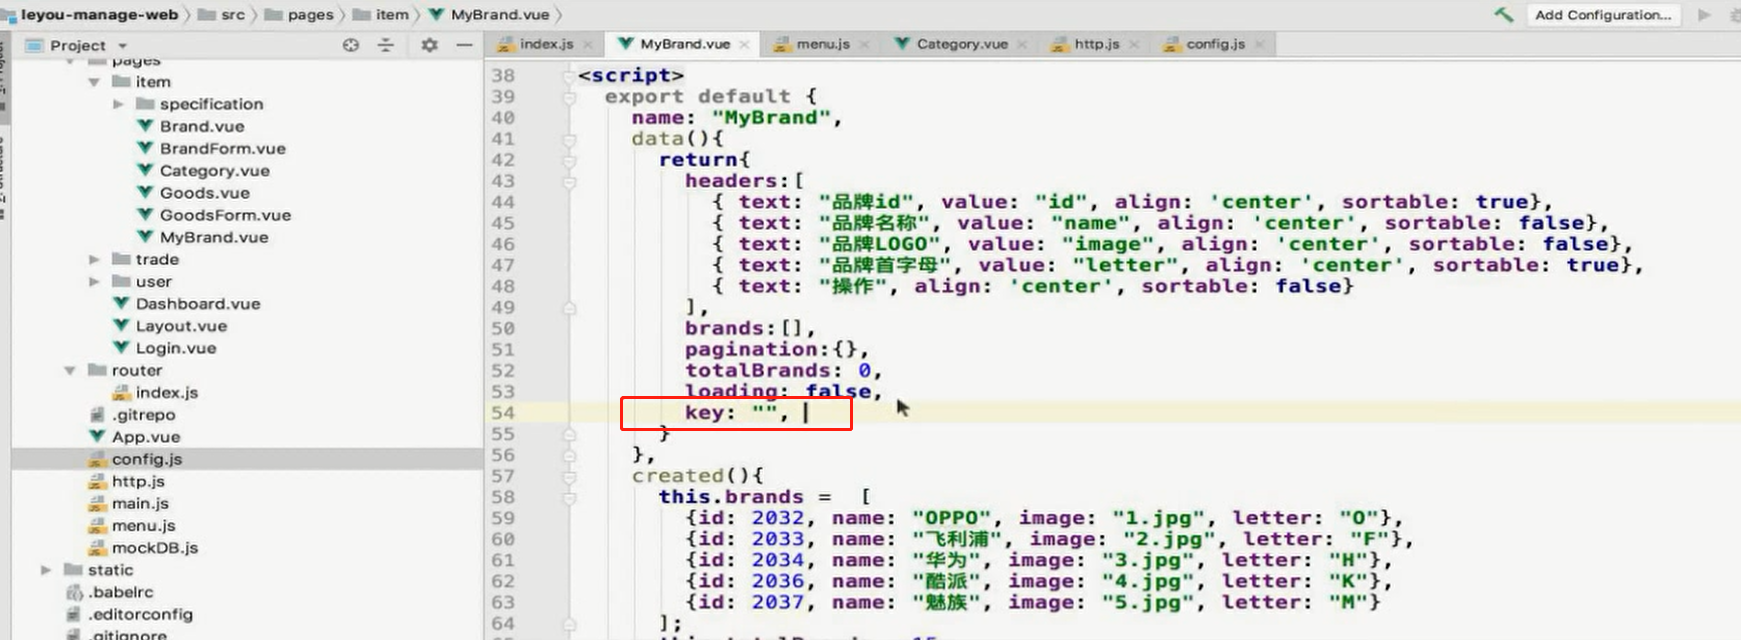 leyou-manage-web src pages item MyBrand.vue Add Configuration...
Project index.js MyBrand.vue menu.js Category.vue http.js config.js
pages
item
specification
Brand.vue
BrandForm.vue
Category.vue
Goods.vue
GoodsForm.vue
MyBrand.vue
trade
user
Dashboard.vue
Layout.vue
Login.vue
router
index.js
.gitrepo
App.vue
config.js
http.js
main.js
menu.js
mockDB.js
static
.babelrc
.editorconfig
.gitignore
38 <script>
39 export default {
40 name: "MyBrand",
41 data(){
42 return{
43 headers:[
44 { text: "品牌id", value: "id", align: 'center', sortable: true},
45 { text: "品牌名称", value: "name", align: 'center', sortable: false},
46 { text: "品牌LOGO", value: "image", align: 'center', sortable: false},
47 { text: "品牌首字母", value: "letter", align: 'center', sortable: true},
48 { text: "操作", align: 'center', sortable: false}
49 ],
50 brands:[],
51 pagination:{},
52 totalBrands: 0,
53 loading: false,
54 key: "",
55 }
56 },
57 created(){
58 this.brands = [
59 {id: 2032, name: "OPPO", image: "1.jpg", letter: "O"},
60 {id: 2033, name: "飞利浦", image: "2.jpg", letter: "F"},
61 {id: 2034, name: "华为", image: "3.jpg", letter: "H"},
62 {id: 2036, name: "酷派", image: "4.jpg", letter: "K"},
63 {id: 2037, name: "魅族", image: "5.jpg", letter: "M"}
64 ];